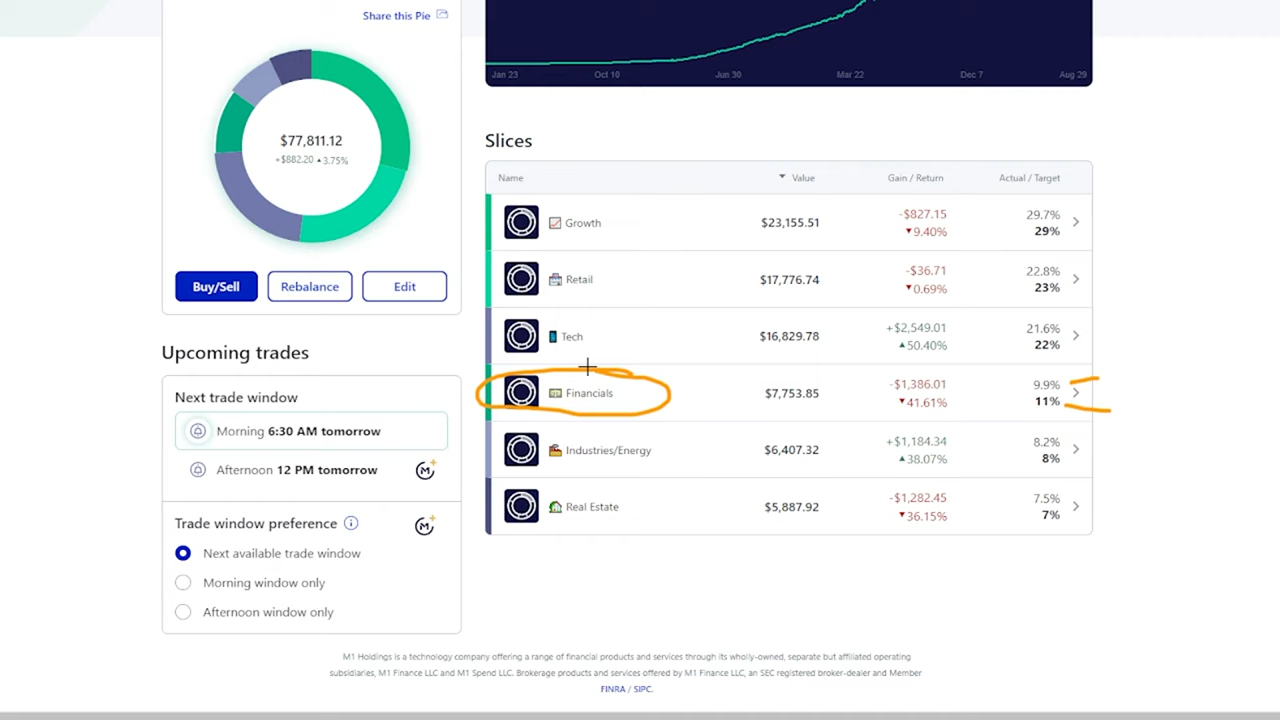 Share this Pie
$77,811.12
+$882.20 ▲3.75%
Buy/Sell Rebalance Edit
Upcoming trades
Next trade window
Morning 6:30 AM tomorrow
Afternoon 12 PM tomorrow
Trade window preference
Next available trade window
Morning window only
Afternoon window only
Jan 23 Oct 10 Jun 30 Mar 22 Dec 7 Aug 29
Slices
Name Value Gain / Return Actual / Target
Growth $23,155.51 -$827.15 29.7%
▼9.40% 29%
Retail $17,776.74 -$36.71 22.8%
▼0.69% 23%
Tech $16,829.78 +$2,549.01 21.6%
▲50.40% 22%
Financials $7,753.85 -$1,386.01 9.9%
▼41.61% 11%
Industries/Energy $6,407.32 +$1,184.34 8.2%
▲38.07% 8%
Real Estate $5,887.92 -$1,282.45 7.5%
▼36.15% 7%
M1 Holdings is a technology company offering a range of financial products and services through its wholly-owned, separate but affiliated operating
subsidiaries, M1 Finance LLC and M1 Spend LLC. Brokerage products and services offered by M1 Finance LLC, an SEC registered broker-dealer and Member
FINRA / SIPC.